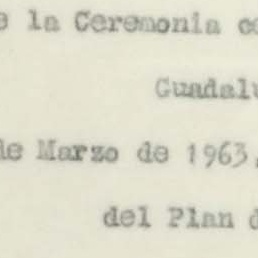 e la Ceremonia c
Guadalu
de Marzo de 1963,
del Plan d